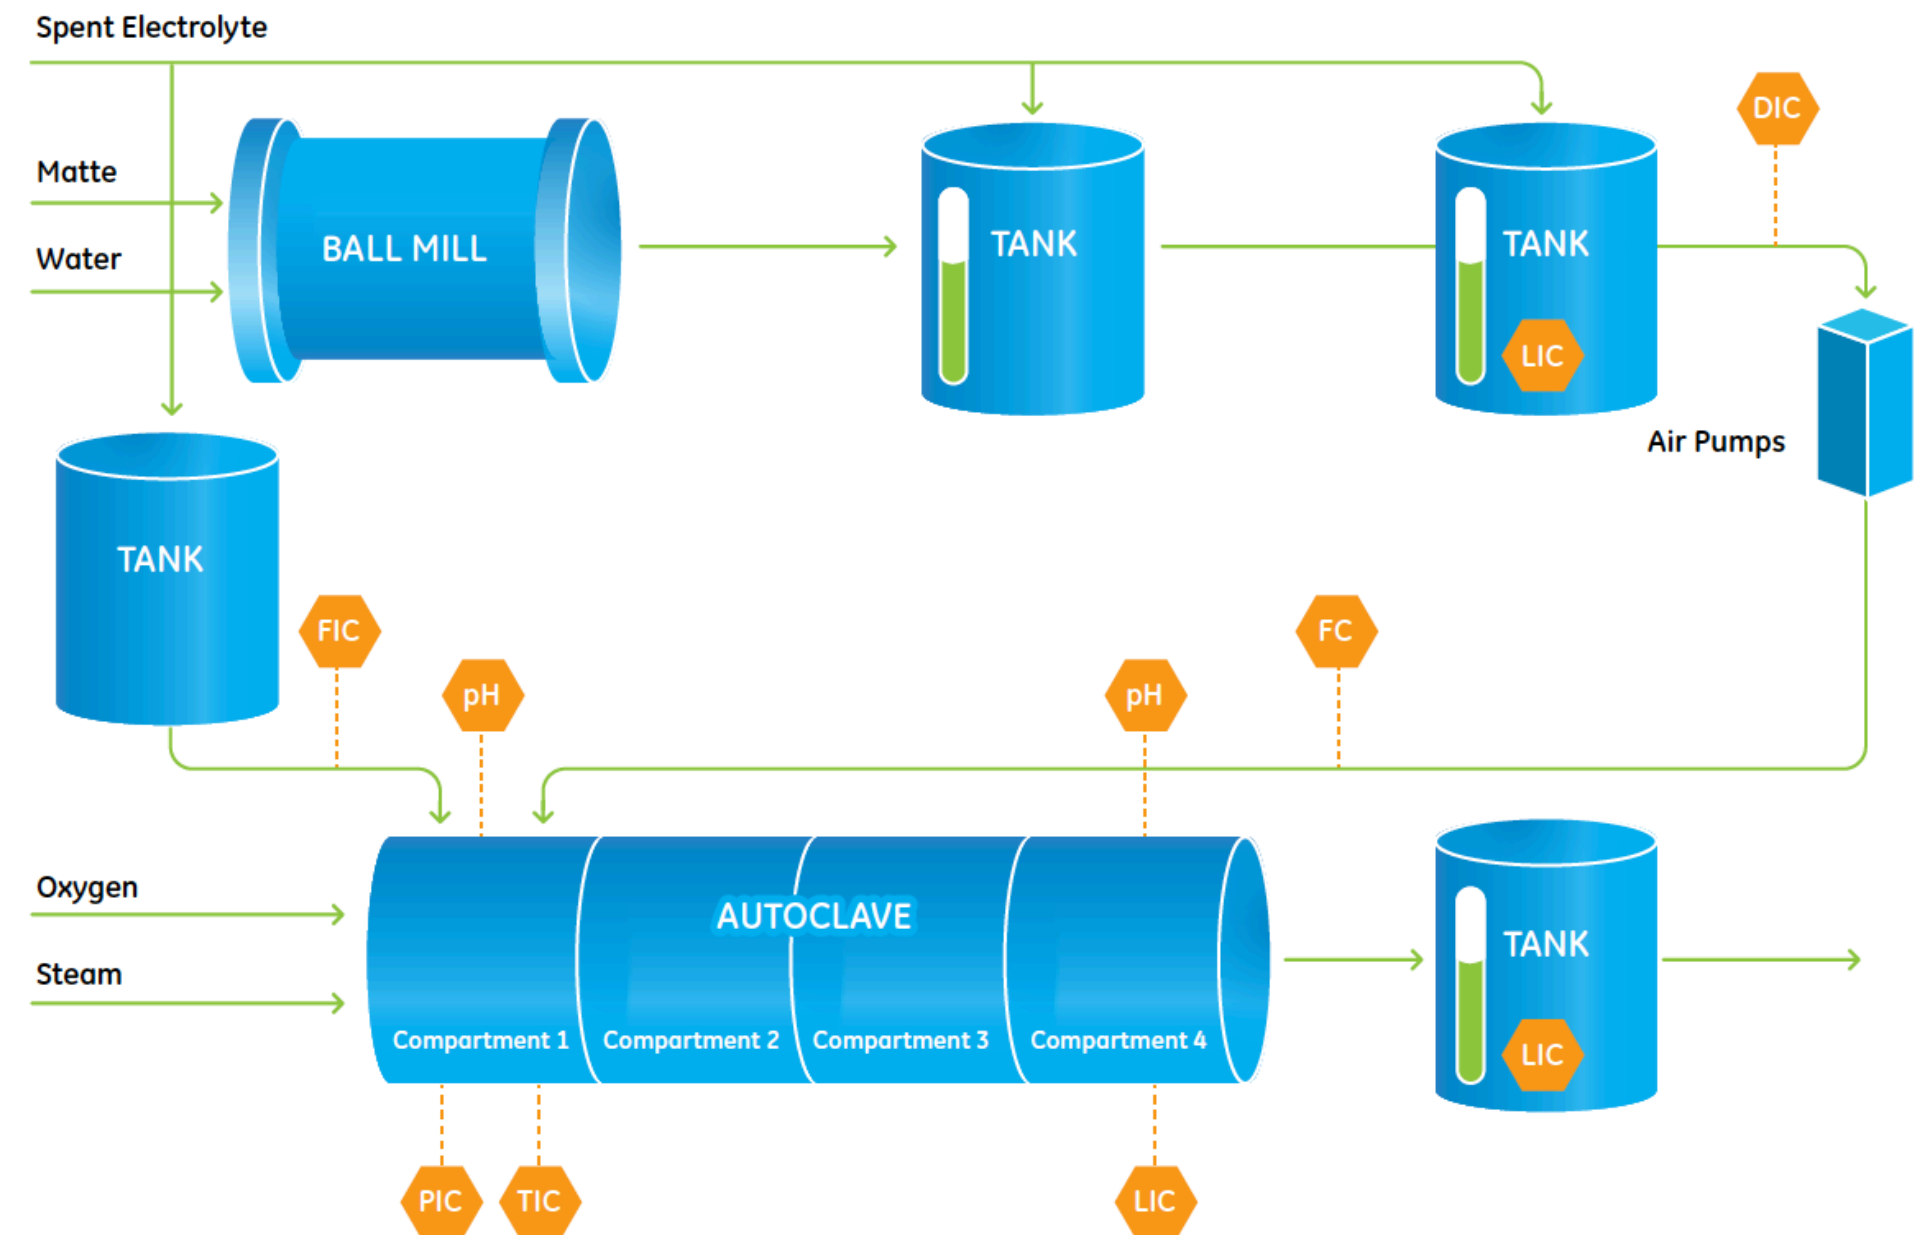 Spent Electrolyte
DIC
Matte
BALL MILL
TANK
TANK
Water
LIC
Air Pumps
TANK
FIC
FC
pH
pH
Oxygen
AUTOCLAVE
TANK
Steam
Compartment 1
Compartment 2
Compartment 3
Compartment 4
LIC
PIC
TIC
LIC